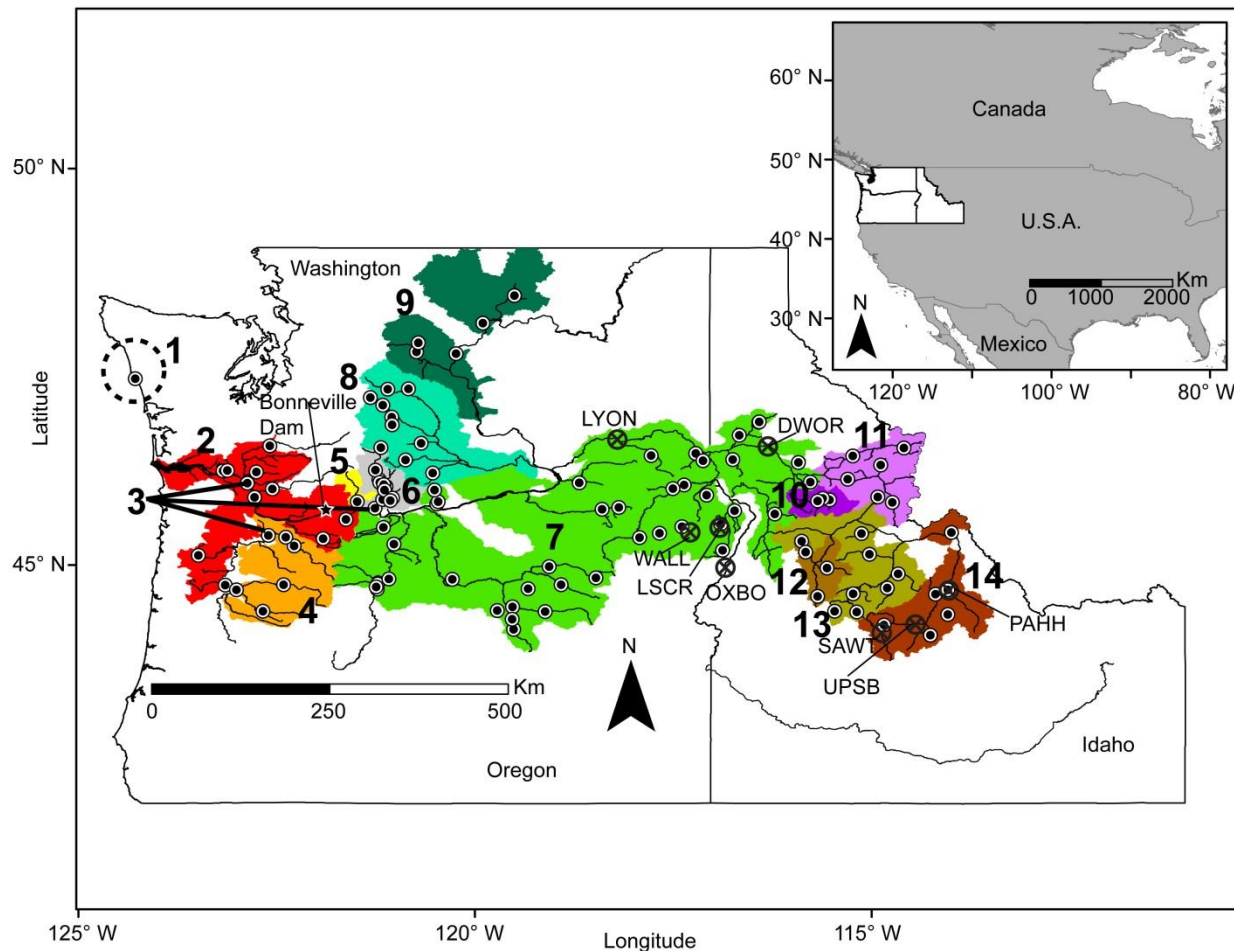 60° N
Canada
50° N
50° N
U.S.A.
40° N
Km
0 1000 2000
N
30° N
Mexico
120° W
100° W
80° W
Washington
9
1
8
Bonneville
Dam
LYON
DWOR
2
5
11
3
6
10
Latitude
7
WALL
LSCR
OXBO
45° N
12
14
4
13
SAWT
PAHH
UPSB
N
Km
0 250 500
Oregon
Idaho
125° W
120° W
115° W
Longitude